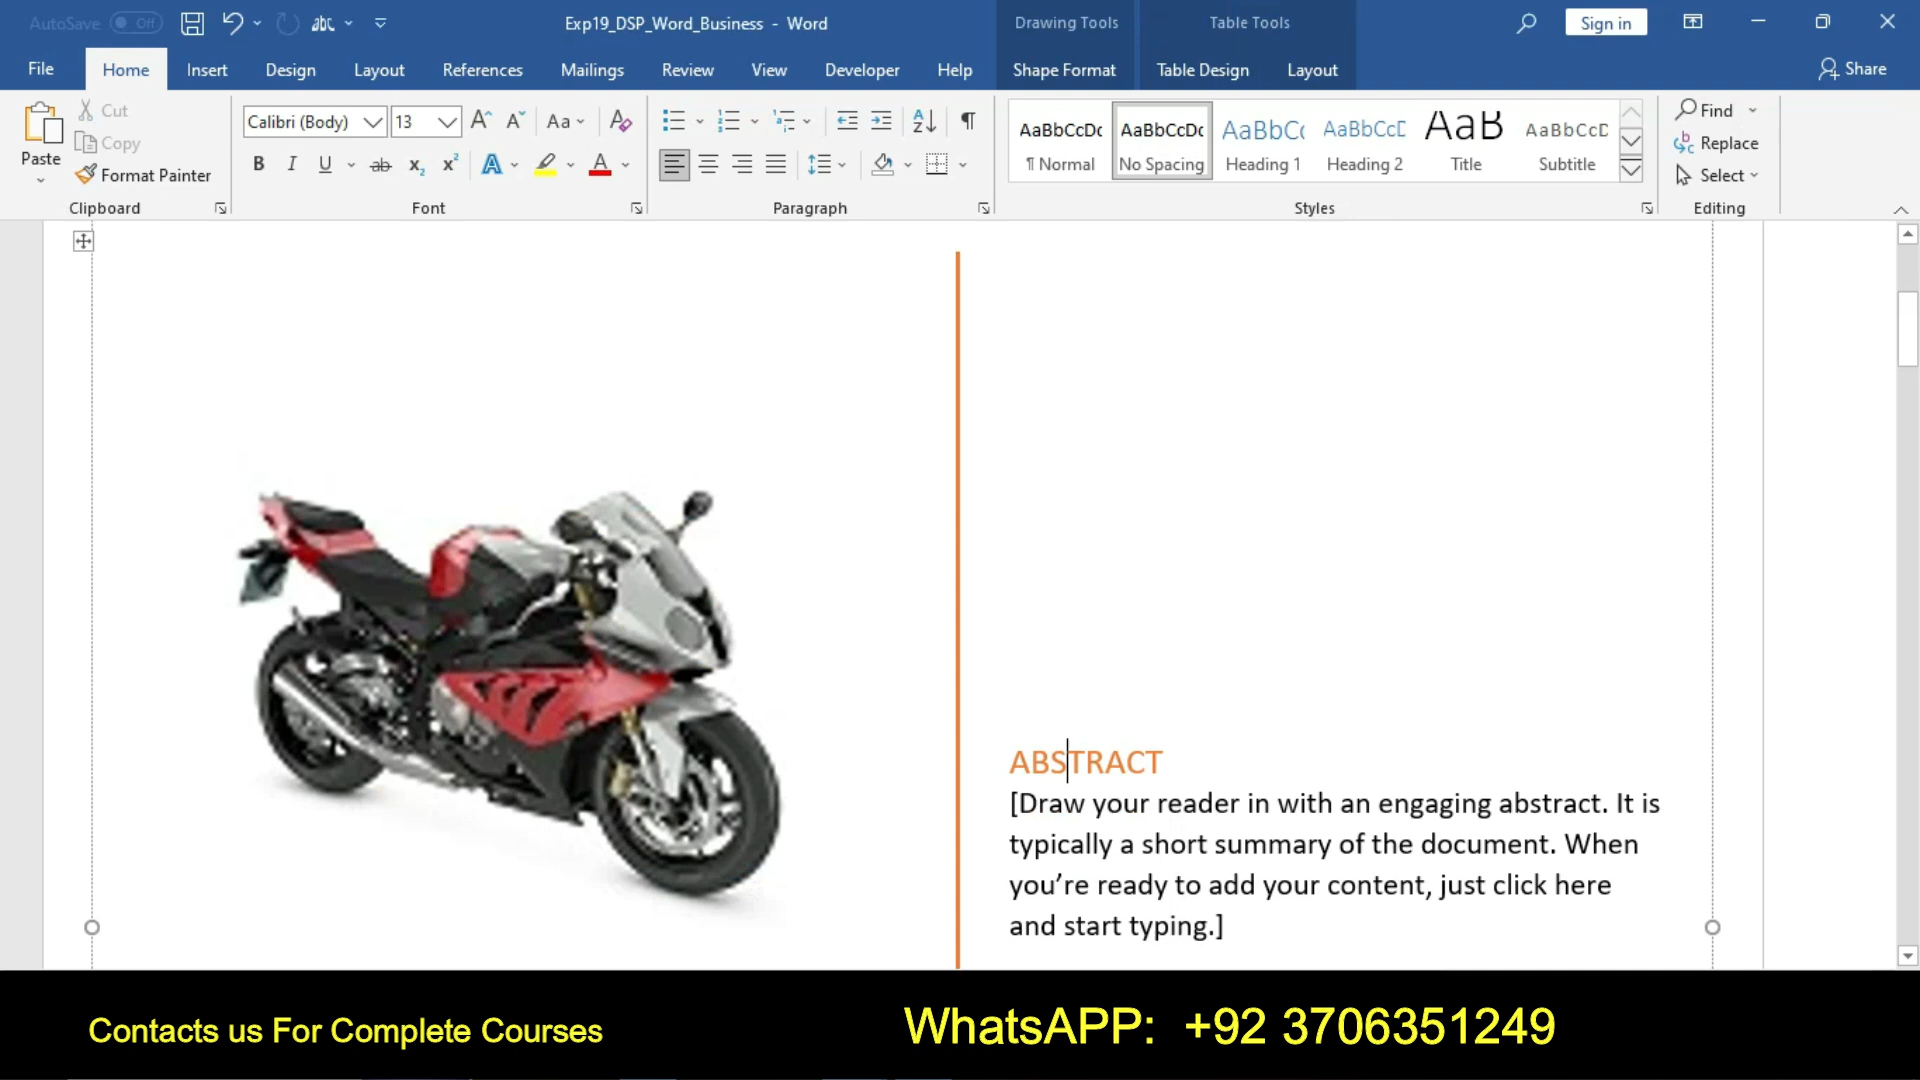 AutoSave Off abc Exp19_DSP_Word_Business - Word Drawing Tools Table Tools Sign in
File Home Insert Design Layout References Mailings Review View Developer Help Shape Format Table Design Layout Share
Paste
Cut
Copy
Format Painter
Clipboard
Calibri (Body) 13 A A Aa A
B I U ab x₂ x² A A
Font
A Z ¶
Paragraph
AaBbCcDc AaBbCcDc AaBbCc AaBbCcD AaB AaBbCcD
¶ Normal No Spacing Heading 1 Heading 2 Title Subtitle
Styles
Find
Replace
Select
Editing
ABSTRACT
[Draw your reader in with an engaging abstract. It is
typically a short summary of the document. When
you’re ready to add your content, just click here
and start typing.]
Contacts us For Complete Courses
WhatsAPP: +92 3706351249